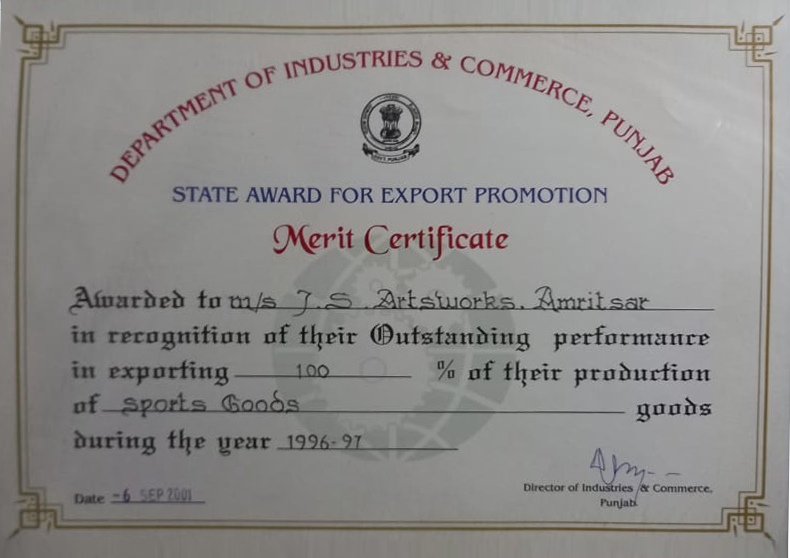 DEPARTMENT OF INDUSTRIES & COMMERCE, PUNJAB
STATE AWARD FOR EXPORT PROMOTION
Merit Certificate
Awarded to m/s J.S. Artsworks, Amritsar
in recognition of their Outstanding performance
in exporting 100 % of their production
of Sports Goods goods
during the year 1996-97
Date -6 SEP 2001
Director of Industries & Commerce,
Punjab